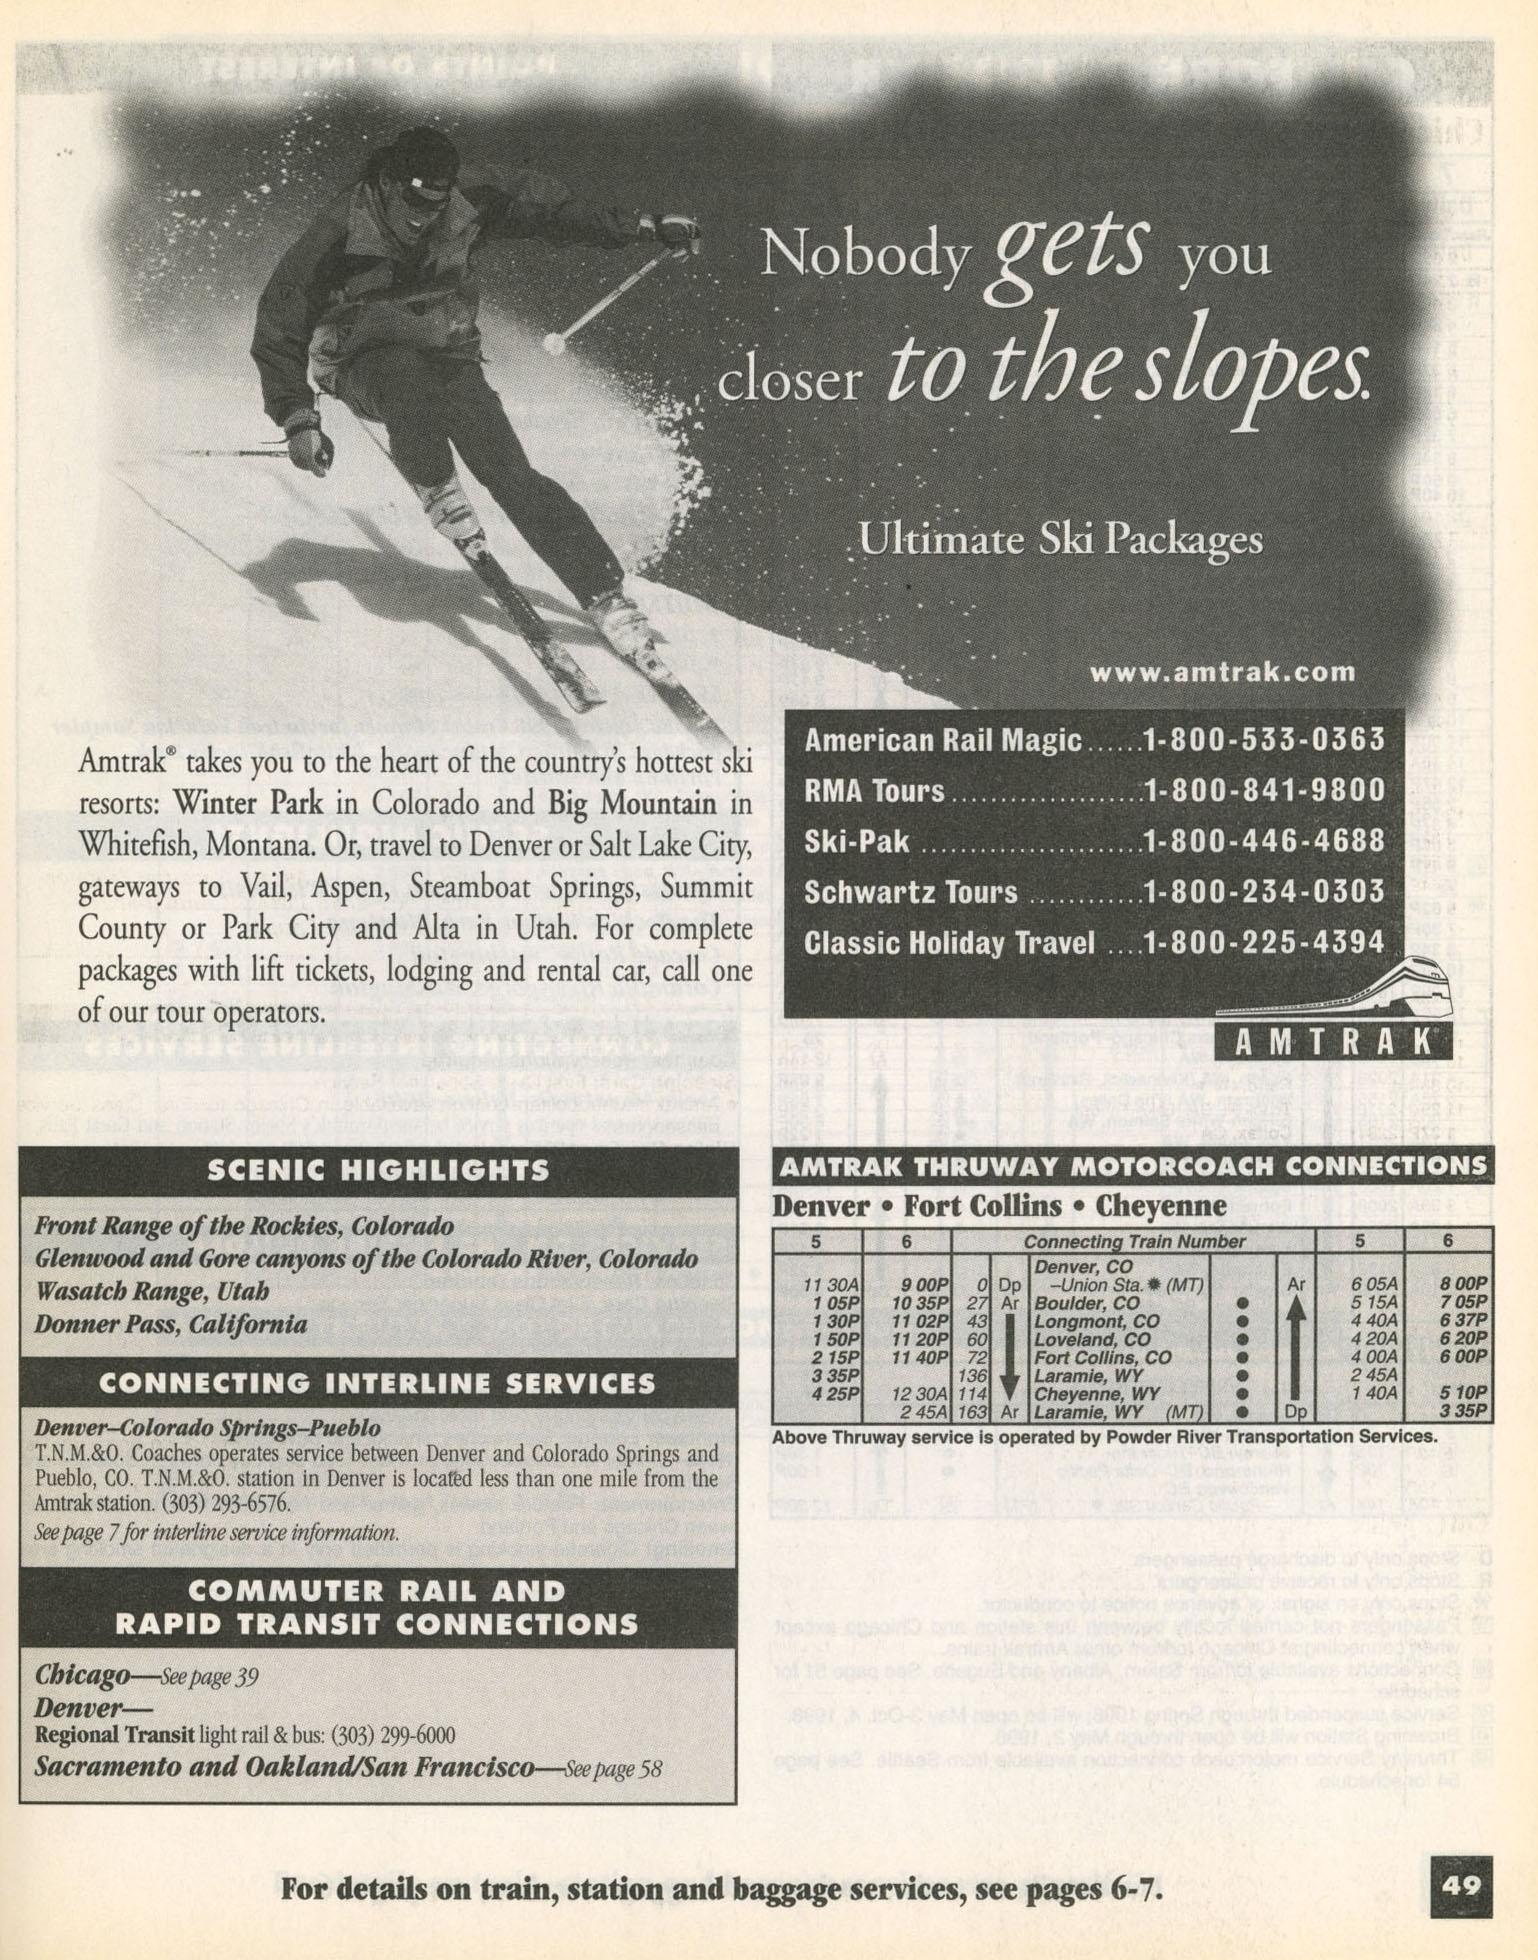 Nobody gets you
closer to the slopes.
Ultimate Ski Packages
www.amtrak.com
Amtrak® takes you to the heart of the country's hottest ski
resorts: Winter Park in Colorado and Big Mountain in
Whitefish, Montana. Or, travel to Denver or Salt Lake City,
gateways to Vail, Aspen, Steamboat Springs, Summit
County or Park City and Alta in Utah. For complete
packages with lift tickets, lodging and rental car, call one
of our tour operators.
American Rail Magic......1-800-533-0363
RMA Tours....................1-800-841-9800
Ski-Pak .......................1-800-446-4688
Schwartz Tours ............1-800-234-0303
Classic Holiday Travel ....1-800-225-4394
AMTRAK®
SCENIC HIGHLIGHTS
Front Range of the Rockies, Colorado
Glenwood and Gore canyons of the Colorado River, Colorado
Wasatch Range, Utah
Donner Pass, California
CONNECTING INTERLINE SERVICES
Denver–Colorado Springs–Pueblo
T.N.M.&O. Coaches operates service between Denver and Colorado Springs and
Pueblo, CO. T.N.M.&O. station in Denver is located less than one mile from the
Amtrak station. (303) 293-6576.
See page 7 for interline service information.
COMMUTER RAIL AND
RAPID TRANSIT CONNECTIONS
Chicago—See page 39
Denver—
Regional Transit light rail & bus: (303) 299-6000
Sacramento and Oakland/San Francisco—See page 58
AMTRAK THRUWAY MOTORCOACH CONNECTIONS
Denver • Fort Collins • Cheyenne
5 6 Connecting Train Number 5 6
Denver, CO
11 30A 9 00P 0 Dp –Union Sta.✹ (MT) Ar 6 05A 8 00P
1 05P 10 35P 27 Ar Boulder, CO ● 5 15A 7 05P
1 30P 11 02P 43 Longmont, CO ● 4 40A 6 37P
1 50P 11 20P 60 Loveland, CO ● 4 20A 6 20P
2 15P 11 40P 72 Fort Collins, CO ● 4 00A 6 00P
3 35P 136 Laramie, WY ● 2 45A
4 25P 12 30A 114 Cheyenne, WY ● 1 40A 5 10P
2 45A 163 Ar Laramie, WY (MT) ● Dp 3 35P
Above Thruway service is operated by Powder River Transportation Services.
For details on train, station and baggage services, see pages 6-7.
49